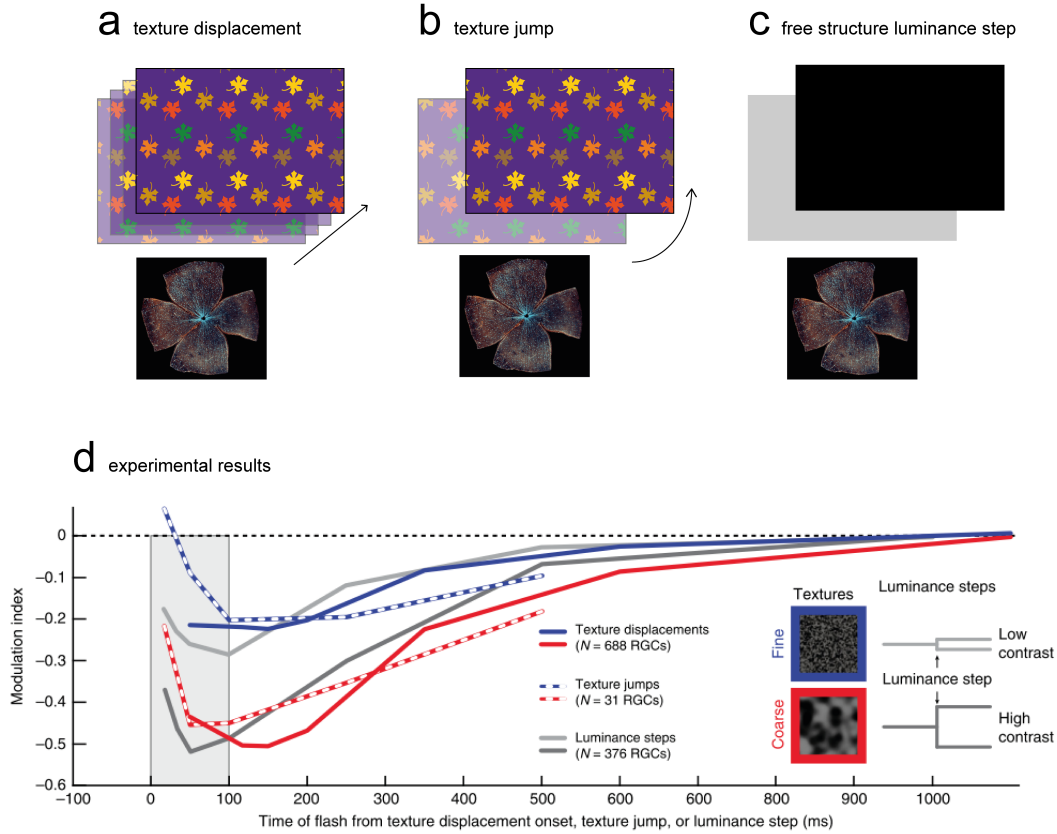 a texture displacement
b texture jump
c free structure luminance step
d experimental results
Modulation index
0
−0.1
−0.2
−0.3
−0.4
−0.5
−0.6
−100
0
100
200
300
400
500
600
700
800
900
1000
Time of flash from texture displacement onset, texture jump, or luminance step (ms)
Texture displacements
(N = 688 RGCs)
Texture jumps
(N = 31 RGCs)
Luminance steps
(N = 376 RGCs)
Textures
Fine
Coarse
Luminance steps
Low
contrast
Luminance step
High
contrast